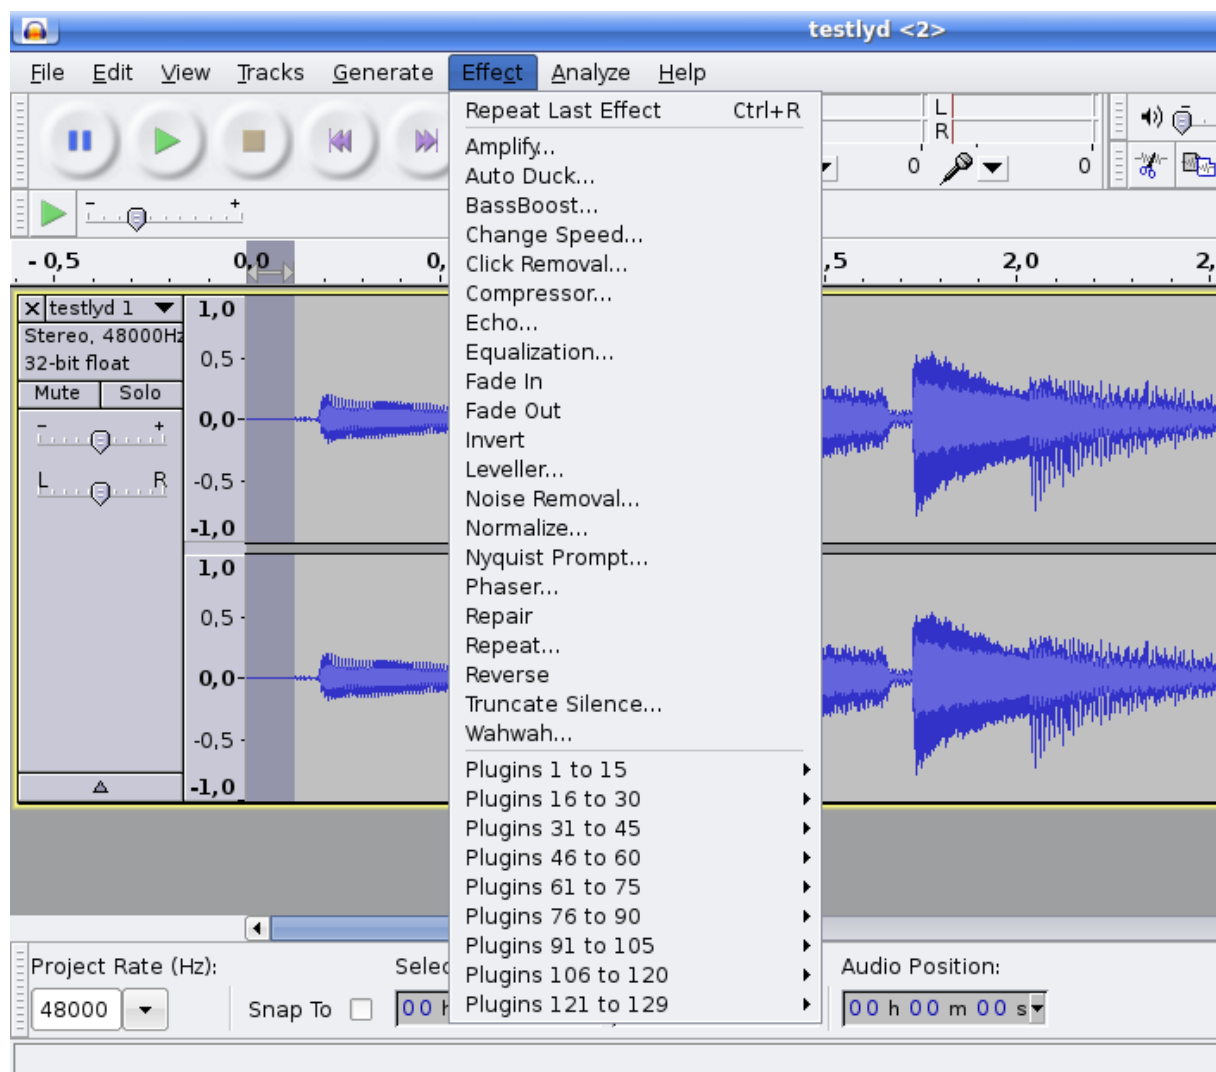 testlyd <2>
File Edit View Tracks Generate Effect Analyze Help
Repeat Last Effect Ctrl+R
Amplify...
Auto Duck...
BassBoost...
Change Speed...
Click Removal...
Compressor...
Echo...
Equalization...
Fade In
Fade Out
Invert
Leveller...
Noise Removal...
Normalize...
Nyquist Prompt...
Phaser...
Repair
Repeat...
Reverse
Truncate Silence...
Wahwah...
Plugins 1 to 15
Plugins 16 to 30
Plugins 31 to 45
Plugins 46 to 60
Plugins 61 to 75
Plugins 76 to 90
Plugins 91 to 105
Plugins 106 to 120
Plugins 121 to 129
L
R
0 0
- +
- 0,5 0,0 0, ,5 2,0 2,
testlyd 1
Stereo, 48000Hz
32-bit float
Mute Solo
- +
L R
1,0
0,5
0,0
-0,5
-1,0
1,0
0,5
0,0
-0,5
-1,0
Project Rate (Hz):
48000
Snap To
Selec
00 h
Audio Position:
00 h 00 m 00 s